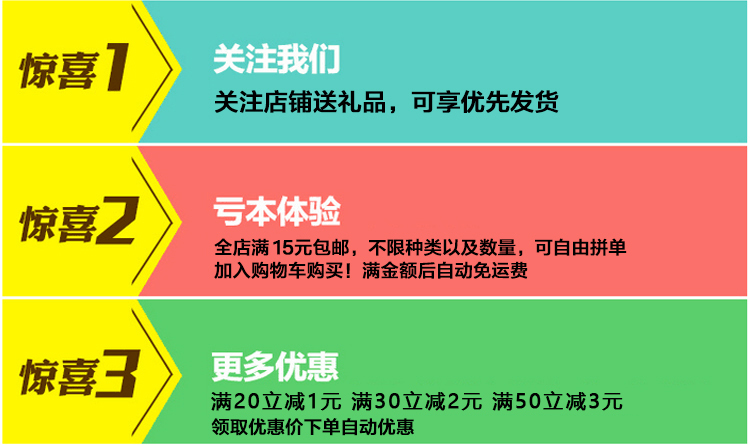 惊喜1
关注我们
关注店铺送礼品，可享优先发货
惊喜2
亏本体验
全店满15元包邮，不限种类以及数量，可自由拼单
加入购物车购买！满金额后自动免运费
惊喜3
更多优惠
满20立减1元 满30立减2元 满50立减3元
领取优惠价下单自动优惠